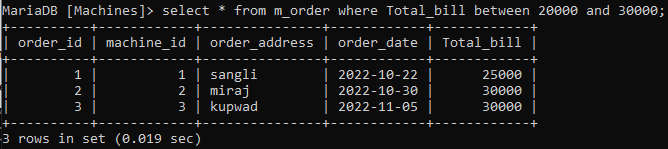 MariaDB [Machines]> select * from m_order where Total_bill between 20000 and 30000;
+----------+------------+---------------+------------+------------+
| order_id | machine_id | order_address | order_date | Total_bill |
+----------+------------+---------------+------------+------------+
|        1 |          1 | sangli        | 2022-10-22 |      25000 |
|        2 |          2 | miraj         | 2022-10-30 |      30000 |
|        3 |          3 | kupwad        | 2022-11-05 |      30000 |
+----------+------------+---------------+------------+------------+
3 rows in set (0.019 sec)